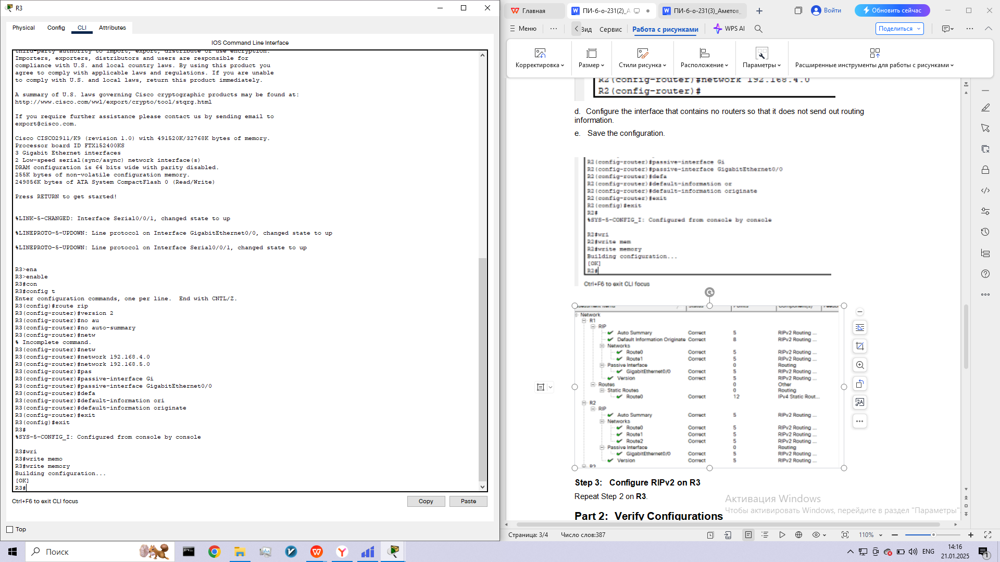 R3
Physical Config CLI Attributes
IOS Command Line Interface
third-party authority to import, export, distribute or use encryption.
Importers, exporters, distributors and users are responsible for
compliance with U.S. and local country laws. By using this product you
agree to comply with applicable laws and regulations. If you are unable
to comply with U.S. and local laws, return this product immediately.
A summary of U.S. laws governing Cisco cryptographic products may be found at:
http://www.cisco.com/wwl/export/crypto/tool/stqrg.html
If you require further assistance please contact us by sending email to
export@cisco.com.
Cisco CISCO2911/K9 (revision 1.0) with 491520K/32768K bytes of memory.
Processor board ID FTX152400KS
3 Gigabit Ethernet interfaces
2 Low-speed serial(sync/async) network interface(s)
DRAM configuration is 64 bits wide with parity disabled.
255K bytes of non-volatile configuration memory.
249856K bytes of ATA System CompactFlash 0 (Read/Write)
Press RETURN to get started!
%LINK-5-CHANGED: Interface Serial0/0/1, changed state to up
%LINEPROTO-5-UPDOWN: Line protocol on Interface GigabitEthernet0/0, changed state to up
%LINEPROTO-5-UPDOWN: Line protocol on Interface Serial0/0/1, changed state to up
R3>ena
R3>enable
R3#con
R3#config t
Enter configuration commands, one per line.  End with CNTL/Z.
R3(config)#route rip
R3(config-router)#version 2
R3(config-router)#no au
R3(config-router)#no auto-summary
R3(config-router)#netw
% Incomplete command.
R3(config-router)#netw
R3(config-router)#network 192.168.4.0
R3(config-router)#network 192.168.5.0
R3(config-router)#pas
R3(config-router)#passive-interface Gi
R3(config-router)#passive-interface GigabitEthernet0/0
R3(config-router)#defa
R3(config-router)#default-information ori
R3(config-router)#default-information originate
R3(config-router)#exit
R3(config)#exit
R3#
%SYS-5-CONFIG_I: Configured from console by console
R3#wri
R3#write memo
R3#write memory
Building configuration...
[OK]
R3#
Ctrl+F6 to exit CLI focus
Copy Paste
Top
Главная
ПИ-6-о-231(2)_А
ПИ-6-о-231(3)_Аметов_
Войти
Обновить сейчас
Меню
Вид Сервис Работа с рисунками WPS AI
Поделиться
Корректировка Размер Стили рисунка Расположение Параметры Расширенные инструменты для работы с рисунками
R2(config-router)#network 192.168.4.0
R2(config-router)#
d. Configure the interface that contains no routers so that it does not send out routing
information.
e. Save the configuration.
R2(config-router)#passive-interface Gi
R2(config-router)#passive-interface GigabitEthernet0/0
R2(config-router)#defa
R2(config-router)#default-information or
R2(config-router)#default-information originate
R2(config-router)#exit
R2(config)#exit
R2#
%SYS-5-CONFIG_I: Configured from console by console
R2#wri
R2#write mem
R2#write memory
Building configuration...
[OK]
R2#
Ctrl+F6 to exit CLI focus
Network
R1
RIP
Auto Summary Correct 5 RIPv2 Routing ...
Default Information Originate Correct 8 RIPv2 Routing ...
Networks
Route0 Correct 5 RIPv2 Routing ...
Route1 Correct 5 RIPv2 Routing ...
Passive Interface 0 Routing
GigabitEthernet0/0 Correct 5 RIPv2 Routing ...
Version Correct 5 RIPv2 Routing ...
Routes 0 Other
Static Routes 0 Routing
Route0 Correct 12 IPv4 Static Rout...
R2
RIP
Auto Summary Correct 5 RIPv2 Routing ...
Networks
Route0 Correct 5 RIPv2 Routing ...
Route1 Correct 5 RIPv2 Routing ...
Route2 Correct 5 RIPv2 Routing ...
Passive Interface 0 Routing
GigabitEthernet0/0 Correct 5 RIPv2 Routing ...
Version Correct 5 RIPv2 Routing ...
Step 3: Configure RIPv2 on R3
Repeat Step 2 on R3.
Part 2: Verify Configurations
Активация Windows
Чтобы активировать Windows, перейдите в раздел "Параметры".
Страница: 3/4 Число слов:387
110%
Поиск
ENG
14:16
21.01.2025
1